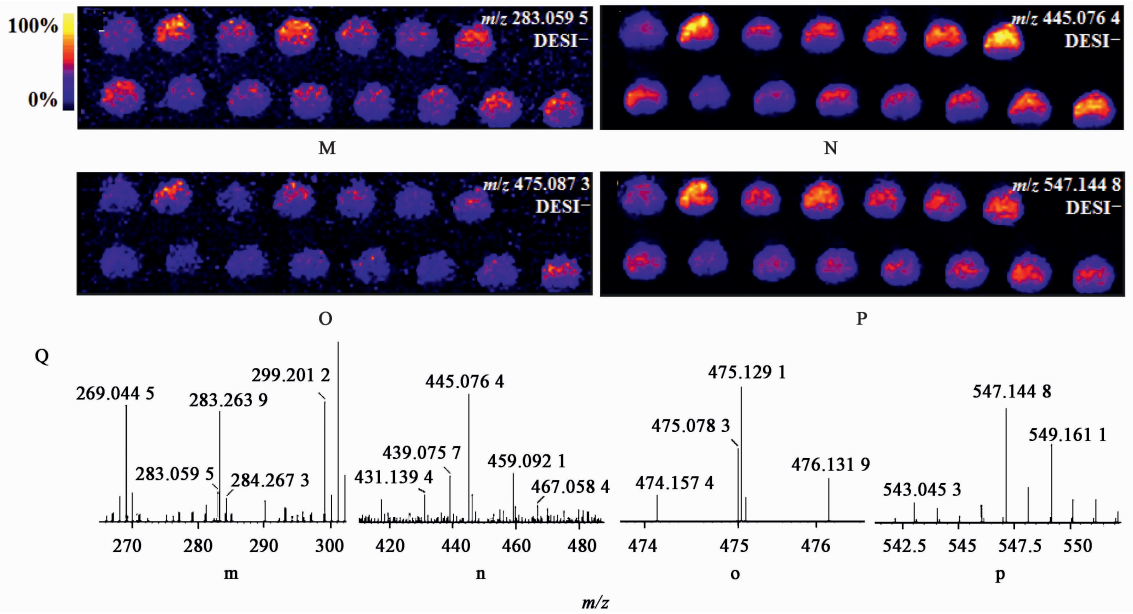 100%
0%
m/z 283.059 5
DESI−
m/z 445.076 4
DESI−
M
N
m/z 475.087 3
DESI−
m/z 547.144 8
DESI−
O
P
Q
269.044 5
283.263 9
299.201 2
283.059 5
284.267 3
270 280 290 300
m
445.076 4
439.075 7
431.139 4
459.092 1
467.058 4
420 440 460 480
n
475.129 1
475.078 3
474.157 4
476.131 9
474 475 476
o
547.144 8
549.161 1
543.045 3
542.5 545 547.5 550
p
m/z